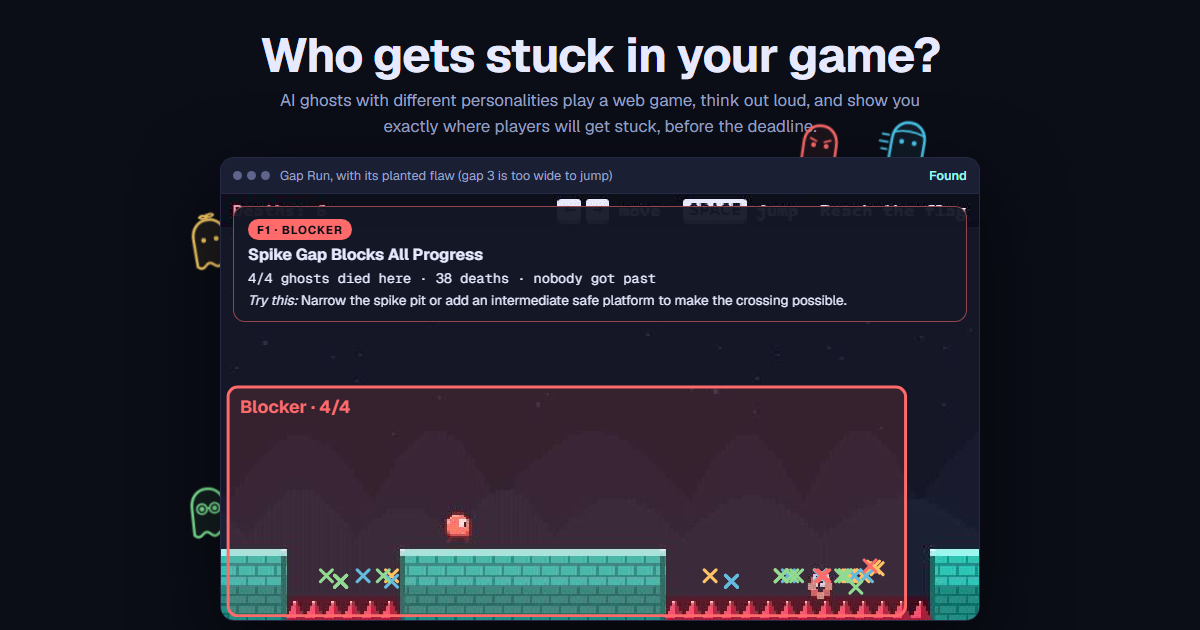 Who gets stuck in your game?
AI ghosts with different personalities play a web game, think out loud, and show you
exactly where players will get stuck, before the deadline.
Gap Run, with its planted flaw (gap 3 is too wide to jump)
Found
move SPACE jump Reach the flag
F1 · BLOCKER
Spike Gap Blocks All Progress
4/4 ghosts died here · 38 deaths · nobody got past
Try this: Narrow the spike pit or add an intermediate safe platform to make the crossing possible.
Blocker · 4/4